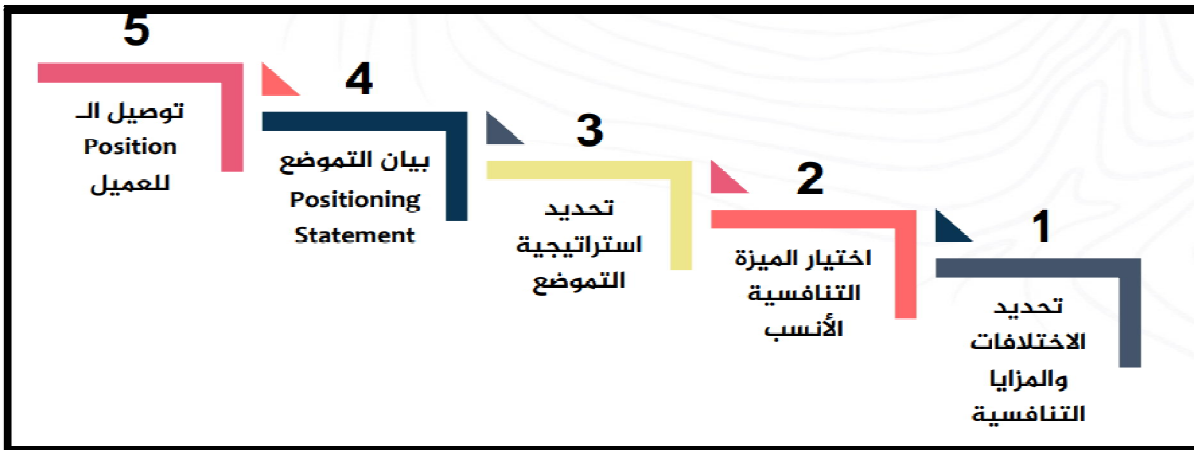 1
تحديد
الاختلافات
والمزايا
التنافسية
2
اختيار الميزة
التنافسية
الأنسب
3
تحديد
استراتيجية
التموضع
4
بيان التموضع
Positioning
Statement
5
توصيل الـ
Position
للعميل